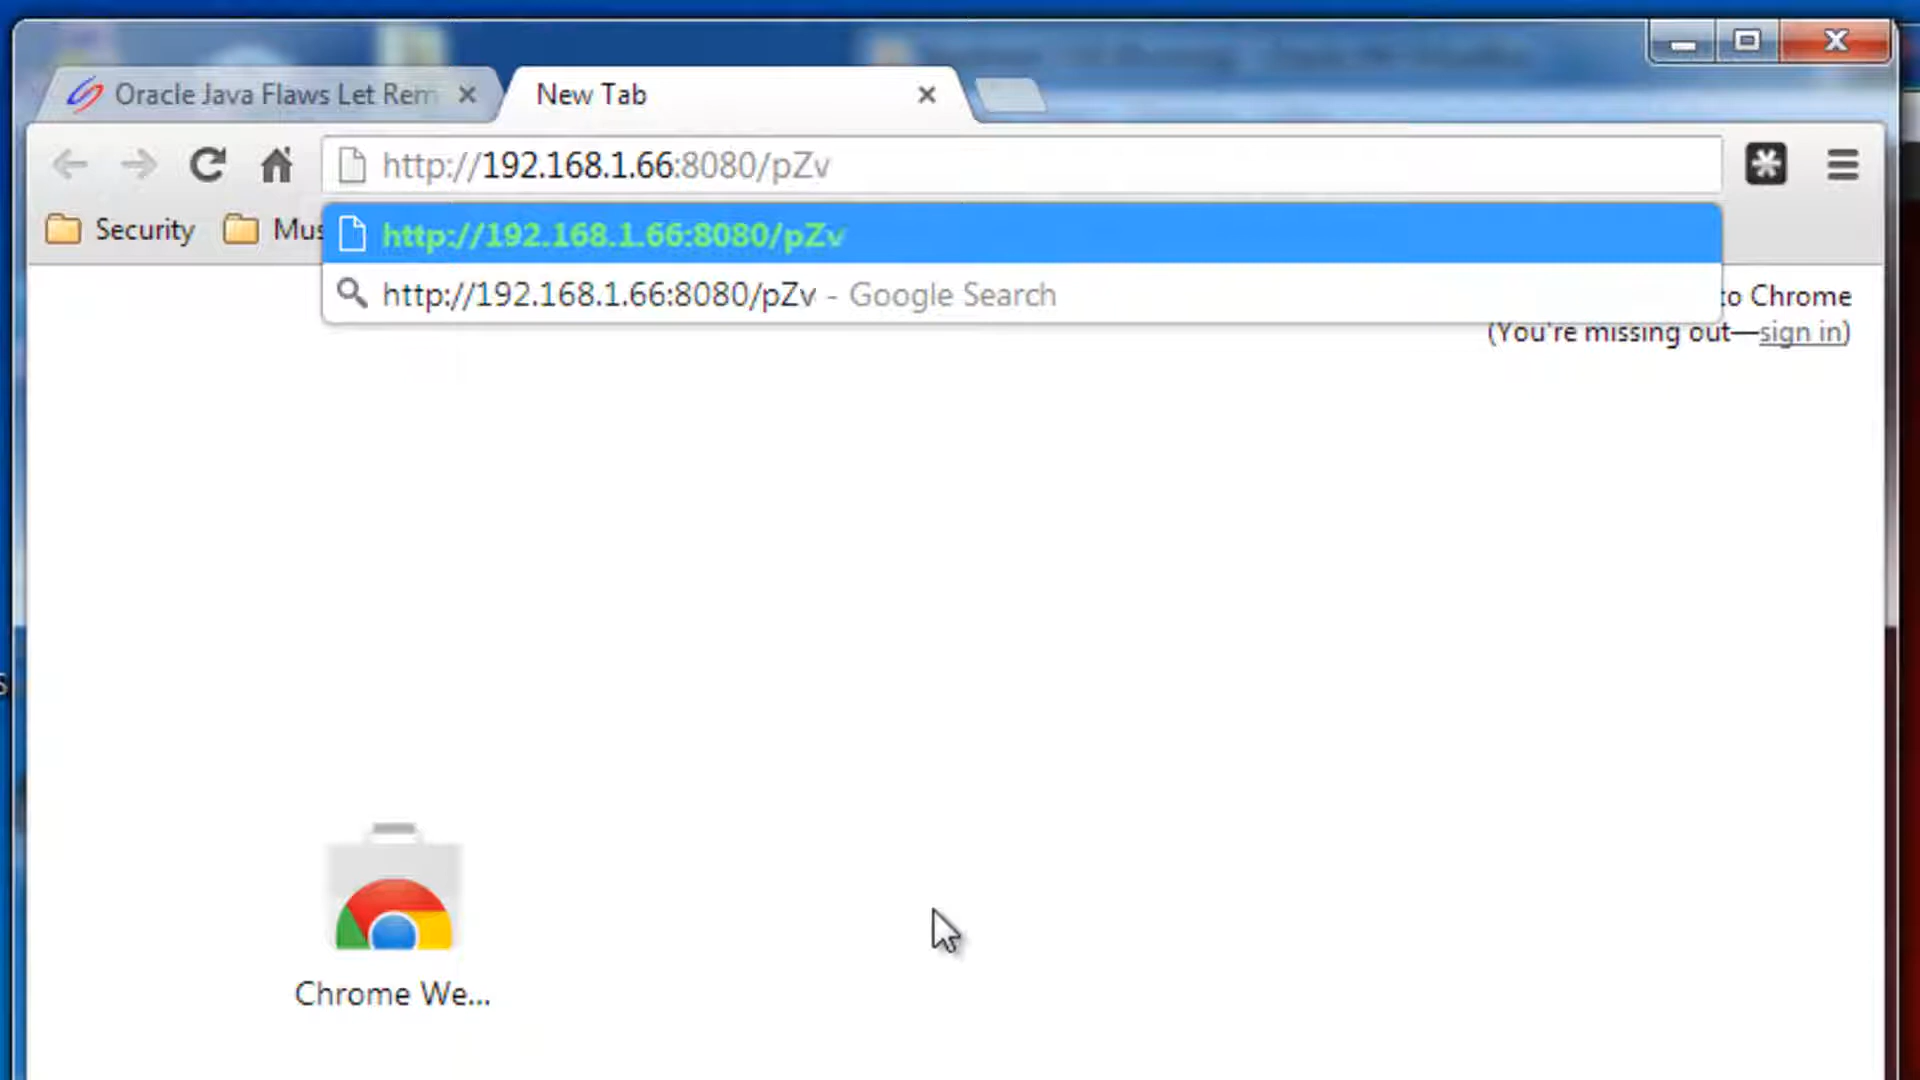 Oracle Java Flaws Let Rem
New Tab
http://192.168.1.66:8080/pZv
Security
Mus
http://192.168.1.66:8080/pZv
http://192.168.1.66:8080/pZv - Google Search
to Chrome
(You're missing out—sign in)
Chrome We...